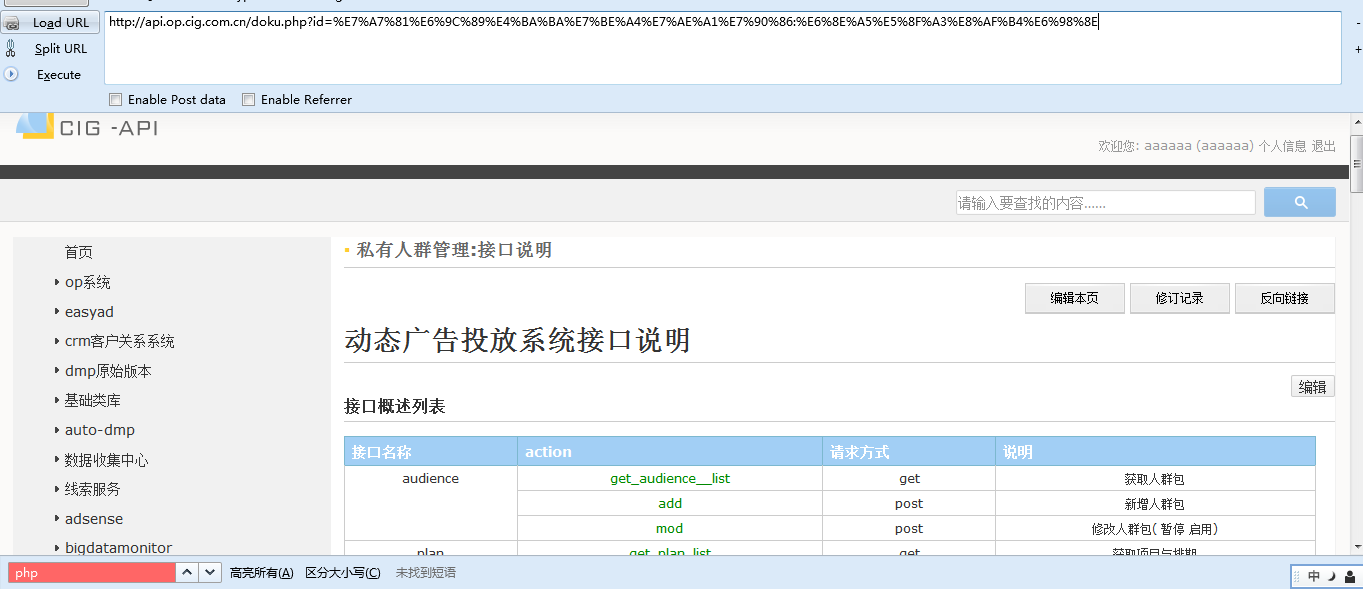 Load URL
http://api.op.cig.com.cn/doku.php?id=%E7%A7%81%E6%9C%89%E4%BA%BA%E7%BE%A4%E7%AE%A1%E7%90%86:%E6%8E%A5%E5%8F%A3%E8%AF%B4%E6%98%8E
Split URL
Execute
Enable Post data Enable Referrer
CIG -API
欢迎您: aaaaaa (aaaaaa) 个人信息 退出
请输入要查找的内容......
首页
op系统
easyad
crm客户关系系统
dmp原始版本
基础类库
auto-dmp
数据收集中心
线索服务
adsense
bigdatamonitor
私有人群管理:接口说明
编辑本页 修订记录 反向链接
动态广告投放系统接口说明
编辑
接口概述列表
接口名称 action 请求方式 说明
audience get_audience__list get 获取人群包
add post 新增人群包
mod post 修改人群包( 暂停 启用)
plan get_plan_list get 获取项目与排期
php 高亮所有(A) 区分大小写(C) 未找到短语
中